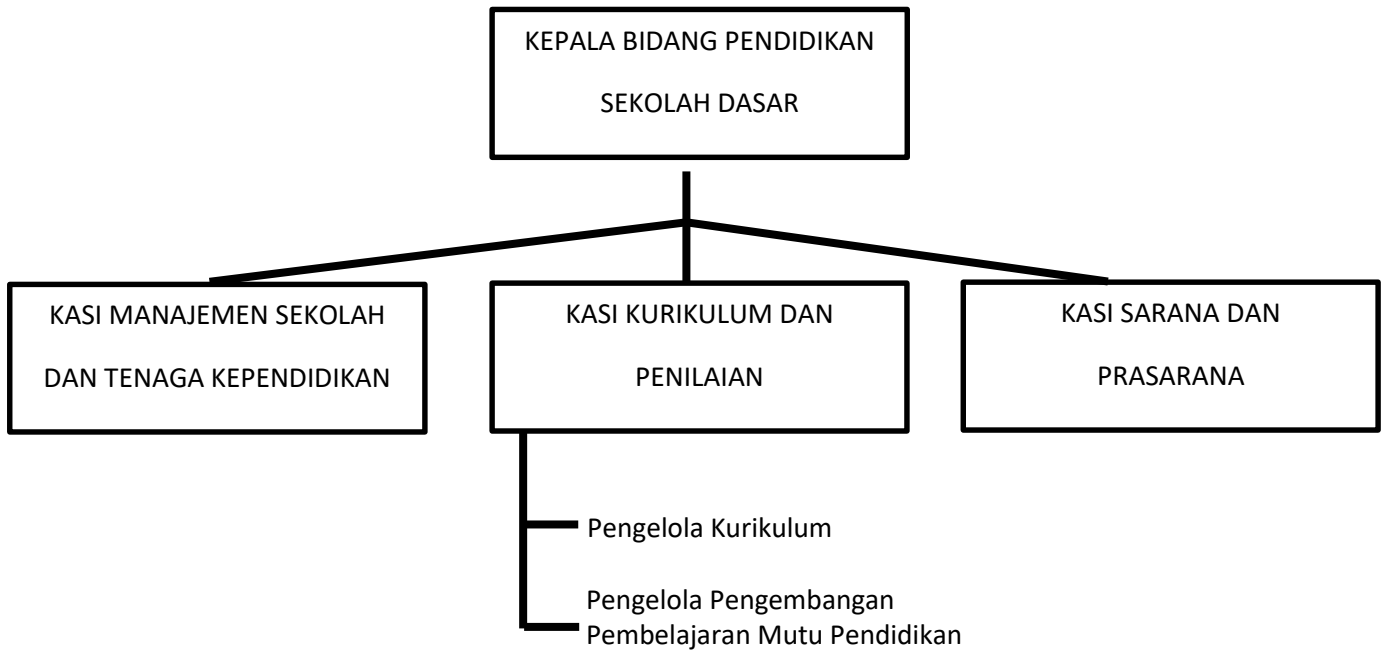 KEPALA BIDANG PENDIDIKAN
SEKOLAH DASAR
KASI MANAJEMEN SEKOLAH
DAN TENAGA KEPENDIDIKAN
KASI KURIKULUM DAN
PENILAIAN
KASI SARANA DAN
PRASARANA
Pengelola Kurikulum
Pengelola Pengembangan
Pembelajaran Mutu Pendidikan